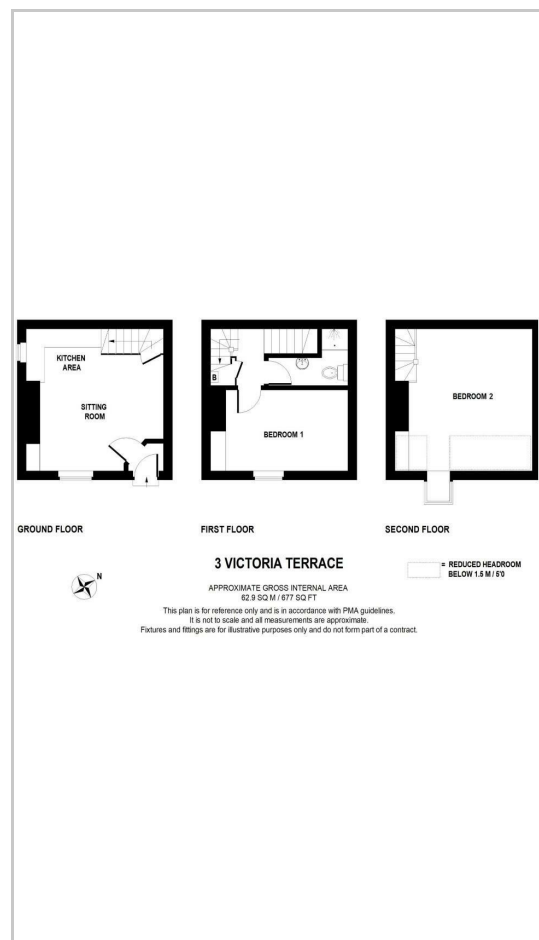 KITCHEN
AREA
SITTING
ROOM
B
BEDROOM 1
BEDROOM 2
GROUND FLOOR
FIRST FLOOR
SECOND FLOOR
N
3 VICTORIA TERRACE
= REDUCED HEADROOM
BELOW 1.5 M / 5'0
APPROXIMATE GROSS INTERNAL AREA
62.9 SQ M / 677 SQ FT
This plan is for reference only and is in accordance with PMA guidelines.
It is not to scale and all measurements are approximate.
Fixtures and fittings are for illustrative purposes only and do not form part of a contract.